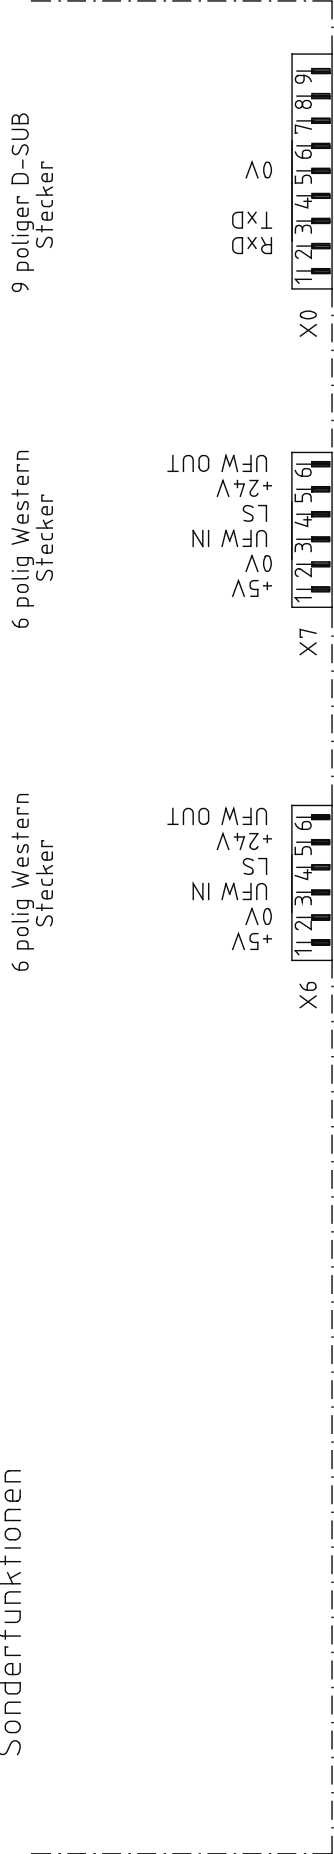 Sonderfunktionen
6 polig Western
Stecker
+5V
0V
UFW IN
LS
+24V
UFW OUT
1 2 3 4 5 6
X6
6 polig Western
Stecker
+5V
0V
UFW IN
LS
+24V
UFW OUT
1 2 3 4 5 6
X7
9 poliger D-SUB
Stecker
RxD
TxD
0V
1 2 3 4 5 6 7 8 9
X0